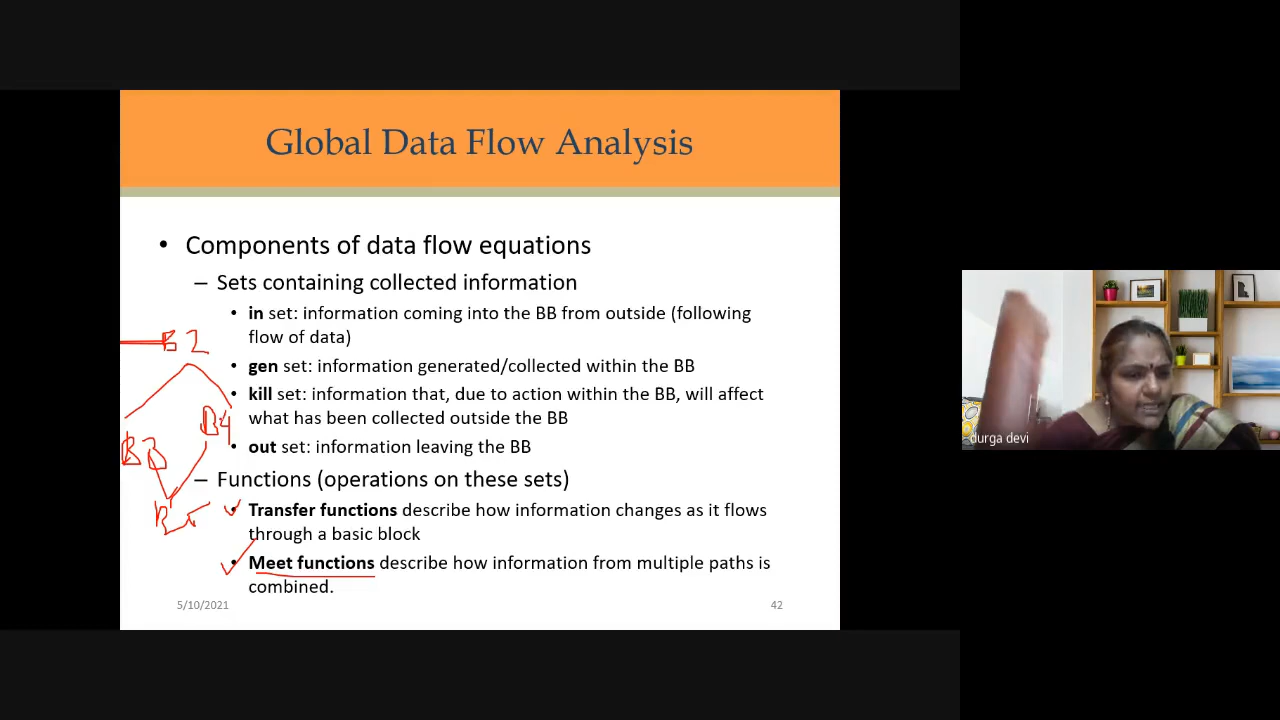 Global Data Flow Analysis
• Components of data flow equations
– Sets containing collected information
• in set: information coming into the BB from outside (following
flow of data)
• gen set: information generated/collected within the BB
• kill set: information that, due to action within the BB, will affect
what has been collected outside the BB
• out set: information leaving the BB
– Functions (operations on these sets)
• Transfer functions describe how information changes as it flows
through a basic block
• Meet functions describe how information from multiple paths is
combined.
5/10/2021
42
B2
B4
B3
durga devi